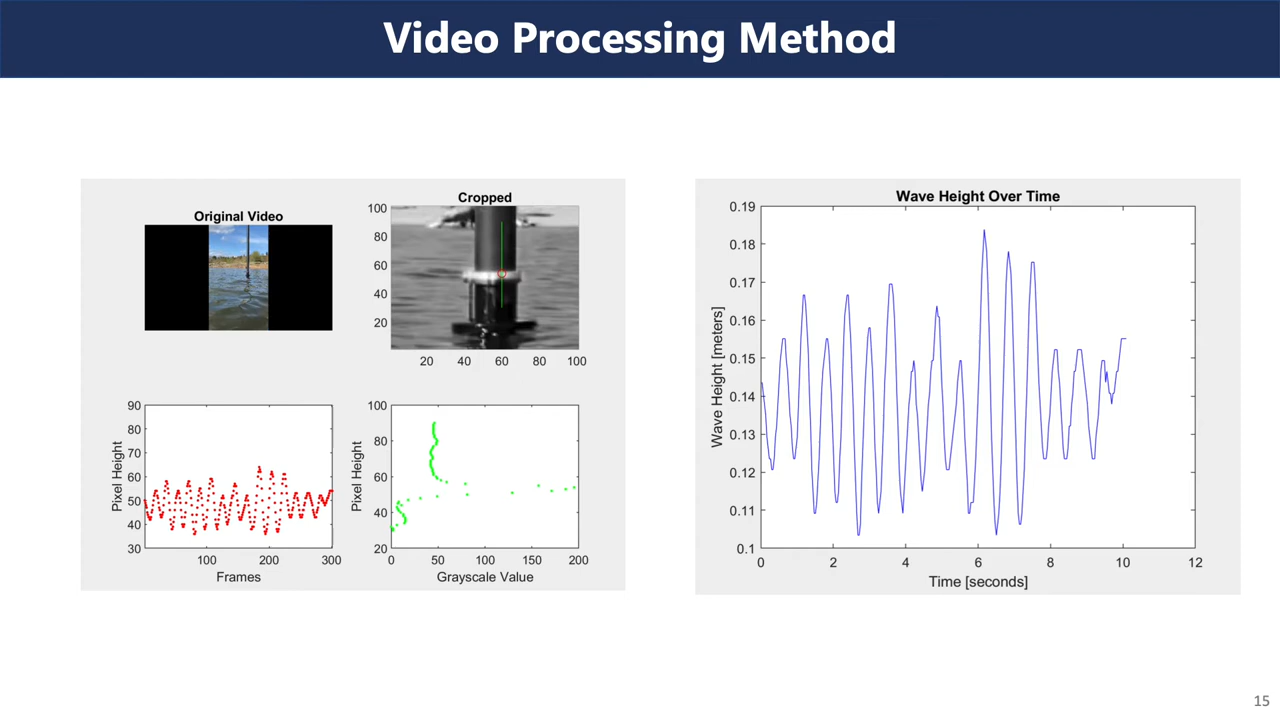 Video Processing Method
Original Video
Cropped
100
80
60
40
20
20 40 60 80 100
90
80
70
60
50
40
30
Pixel Height
100 200 300
Frames
100
80
60
40
20
Pixel Height
0 50 100 150 200
Grayscale Value
Wave Height Over Time
0.19
0.18
0.17
0.16
0.15
0.14
0.13
0.12
0.11
0.1
Wave Height [meters]
0 2 4 6 8 10 12
Time [seconds]
15